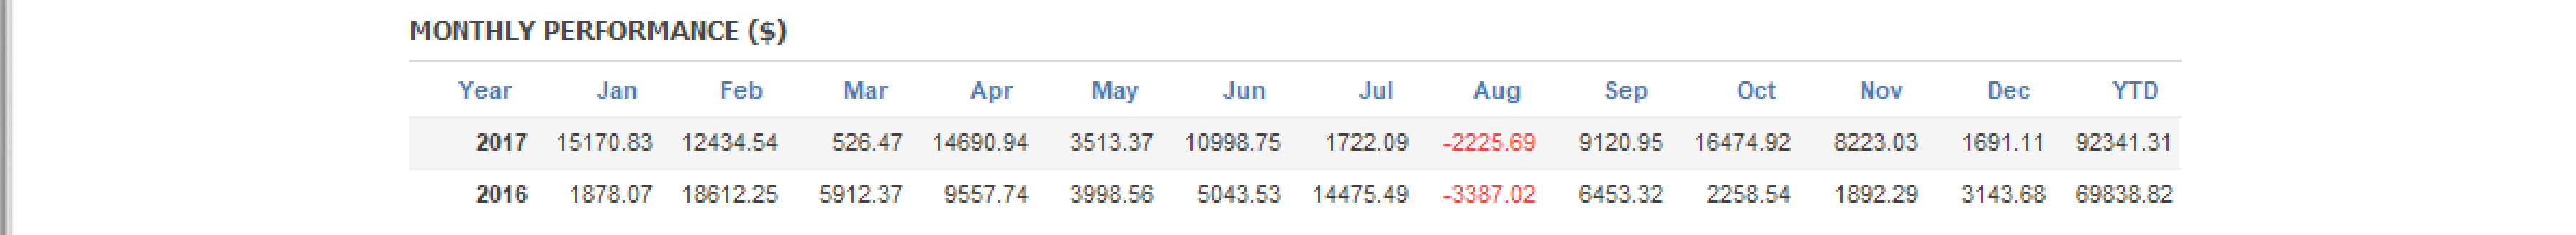 MONTHLY PERFORMANCE ($)
Year Jan Feb Mar Apr May Jun Jul Aug Sep Oct Nov Dec YTD
2017 15170.83 12434.54 526.47 14690.94 3513.37 10998.75 1722.09 -2225.69 9120.95 16474.92 8223.03 1691.11 92341.31
2016 1878.07 18612.25 5912.37 9557.74 3998.56 5043.53 14475.49 -3387.02 6453.32 2258.54 1892.29 3143.68 69838.82